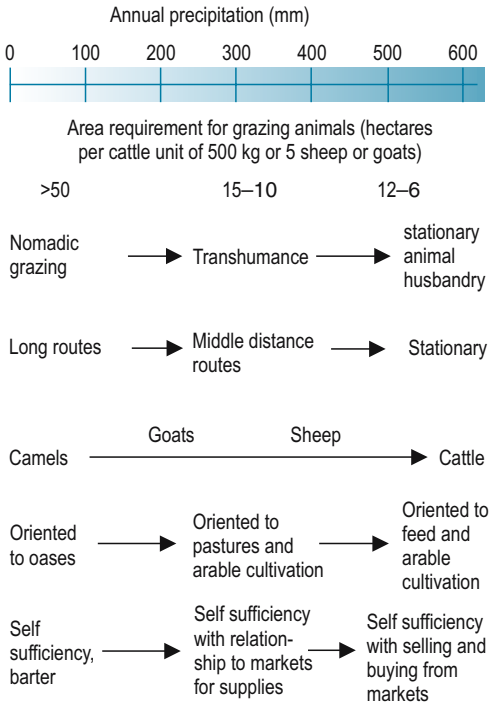 Annual precipitation (mm)
0 100 200 300 400 500 600
Area requirement for grazing animals (hectares
per cattle unit of 500 kg or 5 sheep or goats)
>50 15–10 12–6
Nomadic
grazing
Transhumance
stationary
animal
husbandry
Long routes
Middle distance
routes
Stationary
Camels
Goats
Sheep
Cattle
Oriented
to oases
Oriented to
pastures and
arable cultivation
Oriented to
feed and
arable
cultivation
Self
sufficiency,
barter
Self sufficiency
with relation-
ship to markets
for supplies
Self sufficiency
with selling and
buying from
markets